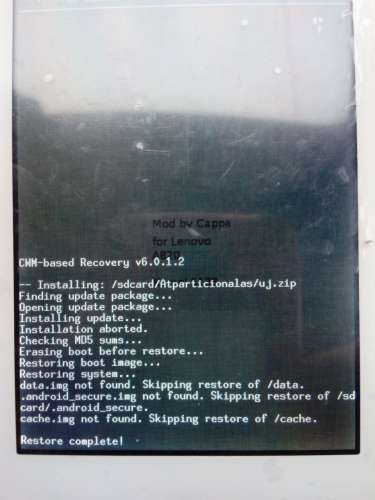 Mod by Cappa
for Lenovo
CWM-based Recovery v6.0.1.2
-- Installing: /sdcard/Atparticionalas/uj.zip
Finding update package...
Opening update package...
Installing update...
Installation aborted.
Checking MD5 sums...
Erasing boot before restore...
Restoring boot image...
Restoring system...
data.img not found. Skipping restore of /data.
.android_secure.img not found. Skipping restore of /sd
card/.android_secure.
cache.img not found. Skipping restore of /cache.
Restore complete!